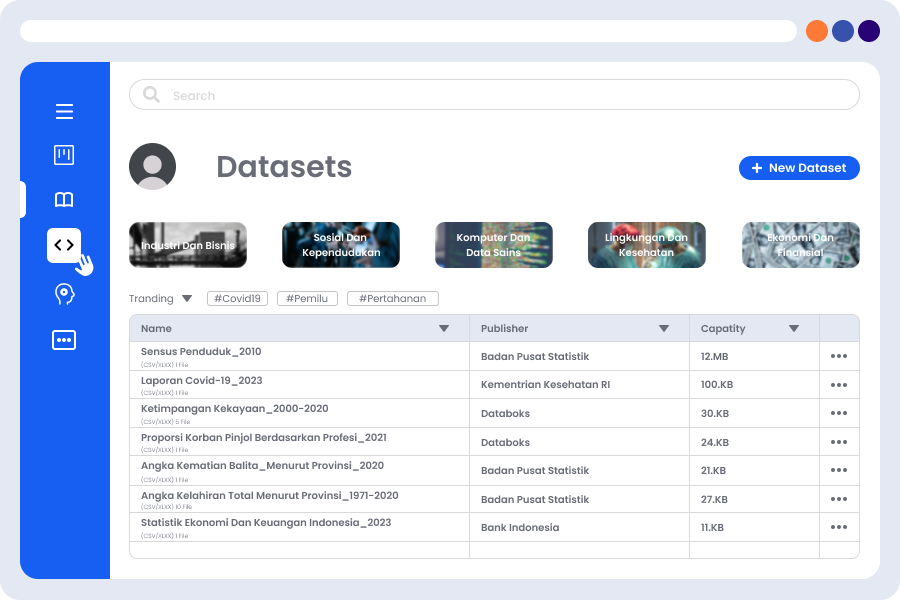 Search
Datasets
+ New Dataset
Industri Dan Bisnis
Sosial Dan
Kependudukan
Komputer Dan
Data Sains
Lingkungan Dan
Kesehatan
Ekonomi Dan
Finansial
Tranding
#Covid19
#Pemilu
#Pertahanan
Name
Publisher
Capatity
Sensus Penduduk_2010
(CSV/XLXX) 1 File
Badan Pusat Statistik
12.MB
Laporan Covid-19_2023
(CSV/XLXX) 1 File
Kementrian Kesehatan RI
100.KB
Ketimpangan Kekayaan_2000-2020
(CSV/XLXX) 5 File
Databoks
30.KB
Proporsi Korban Pinjol Berdasarkan Profesi_2021
(CSV/XLXX) 1 File
Databoks
24.KB
Angka Kematian Balita_Menurut Provinsi_2020
(CSV/XLXX) 1 File
Badan Pusat Statistik
21.KB
Angka Kelahiran Total Menurut Provinsi_1971-2020
(CSV/XLXX) 10 File
Badan Pusat Statistik
27.KB
Statistik Ekonomi Dan Keuangan Indonesia_2023
(CSV/XLXX) 1 File
Bank Indonesia
11.KB